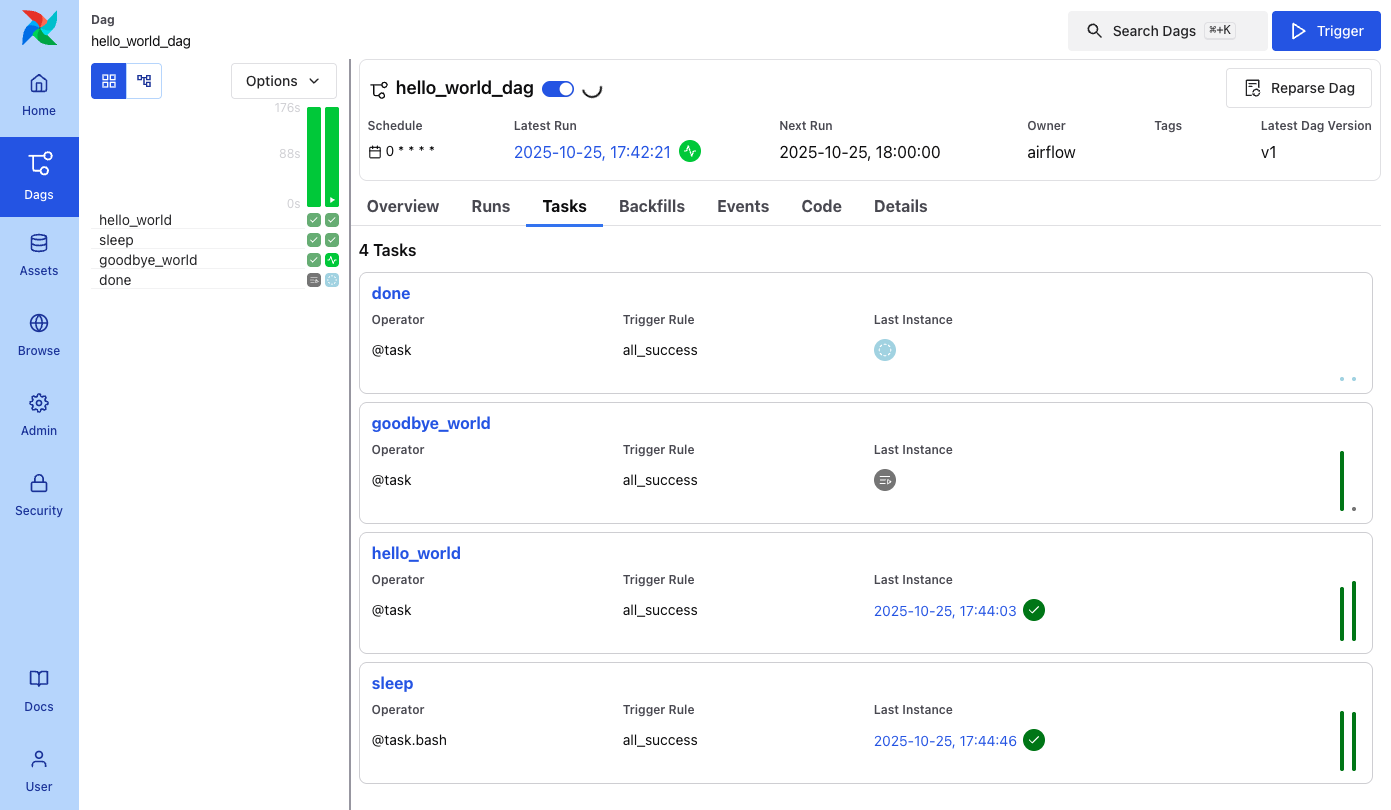 Dag
hello_world_dag
Search Dags ⌘+K
Trigger
Home
Dags
Assets
Browse
Admin
Security
Docs
User
Options
176s
88s
0s
hello_world
sleep
goodbye_world
done
hello_world_dag
Reparse Dag
Schedule Latest Run Next Run Owner Tags Latest Dag Version
0 * * * * 2025-10-25, 17:42:21 2025-10-25, 18:00:00 airflow v1
Overview Runs Tasks Backfills Events Code Details
4 Tasks
done
Operator Trigger Rule Last Instance
@task all_success
goodbye_world
Operator Trigger Rule Last Instance
@task all_success
hello_world
Operator Trigger Rule Last Instance
@task all_success 2025-10-25, 17:44:03
sleep
Operator Trigger Rule Last Instance
@task.bash all_success 2025-10-25, 17:44:46